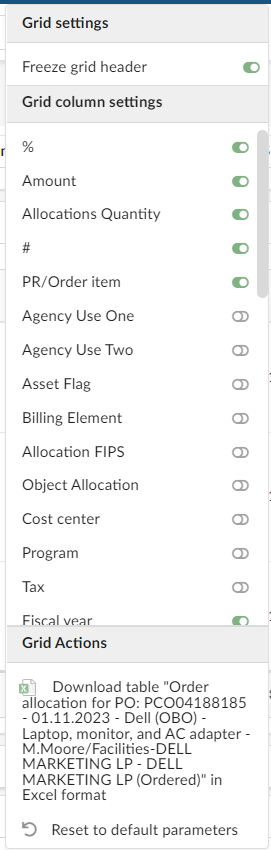 Grid settings
Freeze grid header
Grid column settings
%
Amount
Allocations Quantity
#
PR/Order item
Agency Use One
Agency Use Two
Asset Flag
Billing Element
Allocation FIPS
Object Allocation
Cost center
Program
Tax
Fiscal year
Grid Actions
Download table "Order
allocation for PO: PCO04188185
- 01.11.2023 - Dell (OBO) -
Laptop, monitor, and AC adapter -
M.Moore/Facilities-DELL
MARKETING LP - DELL
MARKETING LP (Ordered)" in
Excel format
Reset to default parameters